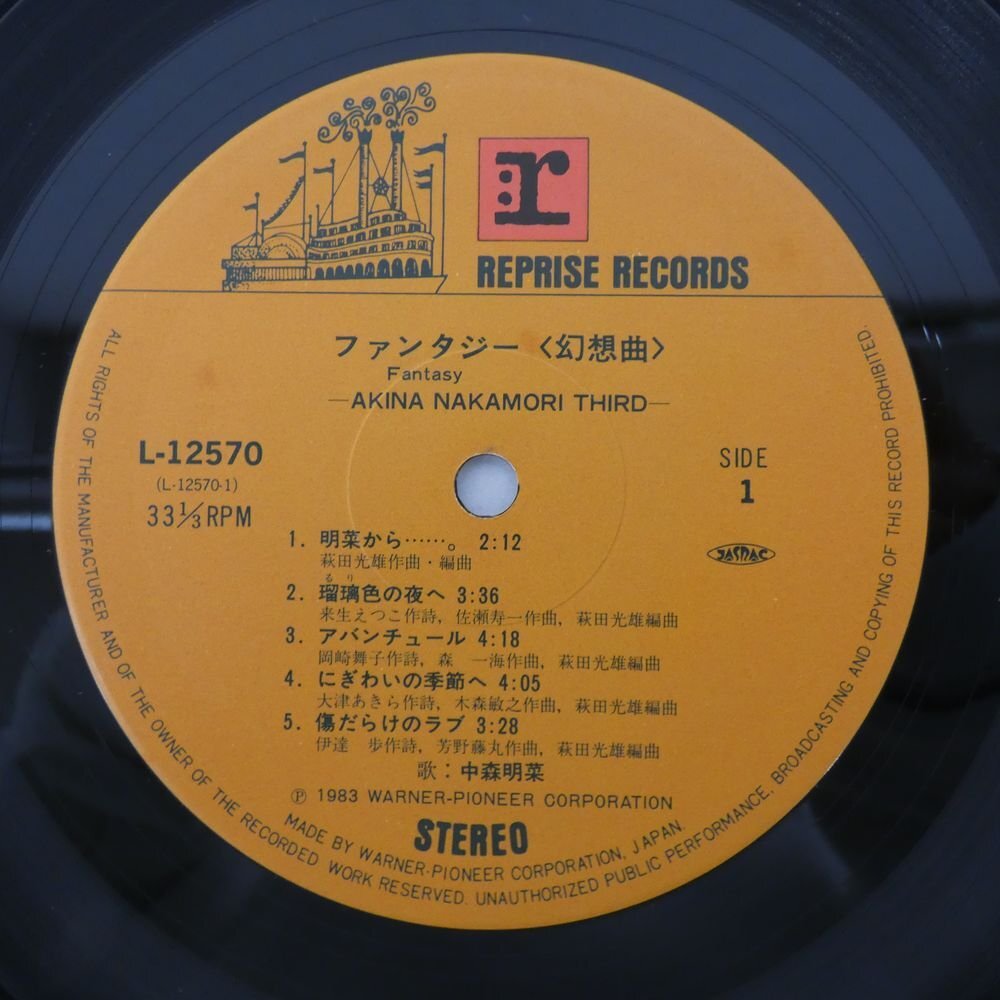 r
REPRISE RECORDS
ファンタジー〈幻想曲〉
Fantasy
—AKINA NAKAMORI THIRD—
L-12570
(L-12570-1)
33⅓RPM
SIDE
1
JASRAC
1. 明菜から……。 2:12
萩田光雄作曲・編曲
るり
2. 瑠璃色の夜へ 3:36
来生えつこ作詩, 佐瀬寿一作曲, 萩田光雄編曲
3. アバンチュール 4:18
岡崎舞子作詩, 森 一海作曲, 萩田光雄編曲
4. にぎわいの季節へ 4:05
大津あきら作詩, 木森敏之作曲, 萩田光雄編曲
5. 傷だらけのラブ 3:28
伊達 歩作詩, 芳野藤丸作曲, 萩田光雄編曲
歌：中森明菜
Ⓟ 1983 WARNER-PIONEER CORPORATION
STEREO
MADE BY WARNER-PIONEER CORPORATION, JAPAN.
ALL RIGHTS OF THE MANUFACTURER AND OF THE OWNER OF THE RECORDED WORK RESERVED. UNAUTHORIZED PUBLIC PERFORMANCE, BROADCASTING AND COPYING OF THIS RECORD PROHIBITED.